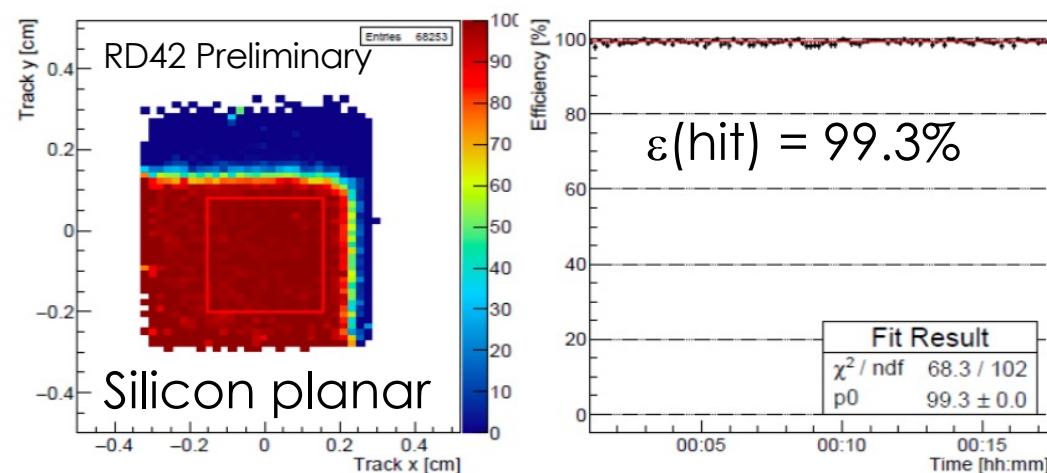 Track y [cm]
Entries 68253
RD42 Preliminary
0.4
0.2
0
−0.2
−0.4
Silicon planar
−0.4 −0.2 0 0.2 0.4
Track x [cm]
100
90
80
70
60
50
40
30
20
10
0
Efficiency [%]
100
80
60
40
20
0
ε(hit) = 99.3%
Fit Result
χ² / ndf 68.3 / 102
p0 99.3 ± 0.0
00:05 00:10 00:15
Time [hh:mm]